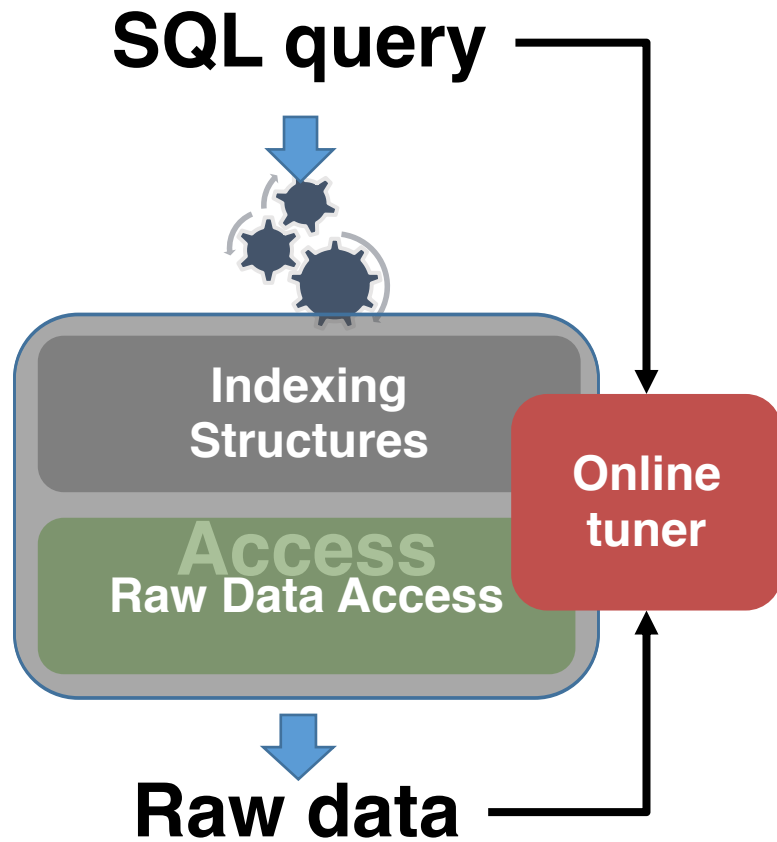 SQL query
Indexing
Structures
Online
tuner
Access
Raw Data Access
Raw data